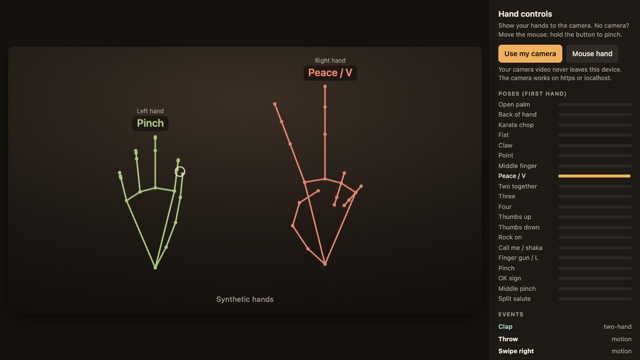 Left hand
Pinch
Right hand
Peace / V
Synthetic hands
Hand controls
Show your hands to the camera. No camera?
Move the mouse: hold the button to pinch.
Use my camera
Mouse hand
Your camera video never leaves this device.
The camera works on https or localhost.
POSES (FIRST HAND)
Open palm
Back of hand
Karate chop
Fist
Claw
Point
Middle finger
Peace / V
Two together
Three
Four
Thumbs up
Thumbs down
Rock on
Call me / shaka
Finger gun / L
Pinch
OK sign
Middle pinch
Split salute
EVENTS
Clap two-hand
Throw motion
Swipe right motion